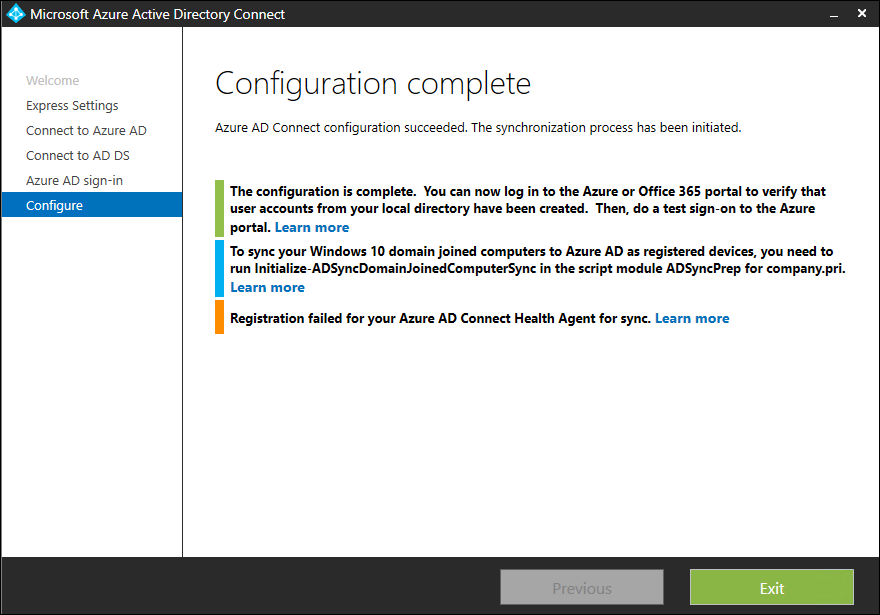 Microsoft Azure Active Directory Connect
Welcome
Express Settings
Connect to Azure AD
Connect to AD DS
Azure AD sign-in
Configure
Configuration complete
Azure AD Connect configuration succeeded. The synchronization process has been initiated.
The configuration is complete.  You can now log in to the Azure or Office 365 portal to verify that
user accounts from your local directory have been created.  Then, do a test sign-on to the Azure
portal. Learn more
To sync your Windows 10 domain joined computers to Azure AD as registered devices, you need to
run Initialize-ADSyncDomainJoinedComputerSync in the script module ADSyncPrep for company.pri.
Learn more
Registration failed for your Azure AD Connect Health Agent for sync. Learn more
Previous
Exit